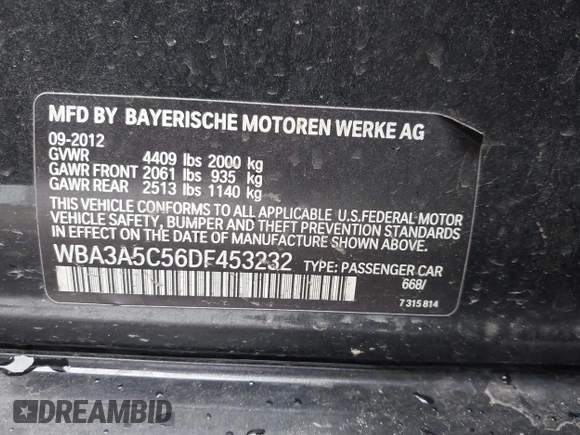 MFD BY BAYERISCHE MOTOREN WERKE AG
09-2012
GVWR 4409 lbs 2000 kg
GAWR FRONT 2061 lbs 935 kg
GAWR REAR 2513 lbs 1140 kg
THIS VEHICLE CONFORMS TO ALL APPLICABLE U.S.FEDERAL MOTOR
VEHICLE SAFETY, BUMPER AND THEFT PREVENTION STANDARDS
IN EFFECT ON THE DATE OF MANUFACTURE SHOWN ABOVE.
WBA3A5C56DF453232 TYPE: PASSENGER CAR
668/
7 315 814
DREAMBID